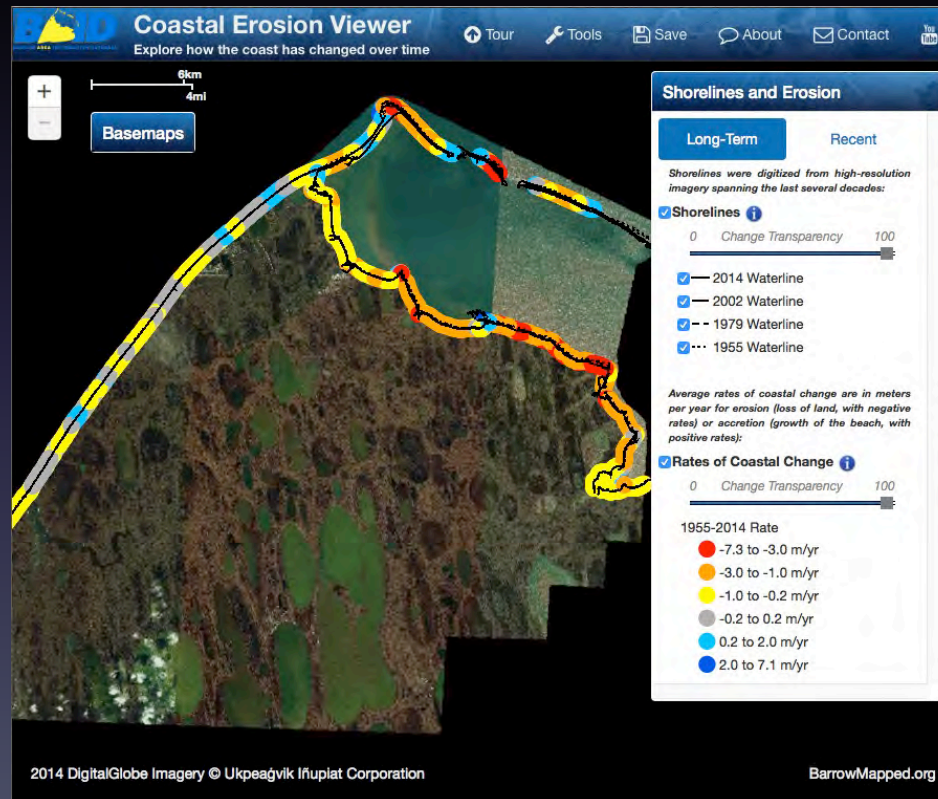 Coastal Erosion Viewer
Explore how the coast has changed over time
Tour
Tools
Save
About
Contact
You
Tube
+
−
6km
4mi
Basemaps
Shorelines and Erosion
Long-Term
Recent
Shorelines were digitized from high-resolution
imagery spanning the last several decades:
Shorelines
0 Change Transparency 100
2014 Waterline
2002 Waterline
1979 Waterline
1955 Waterline
Average rates of coastal change are in meters
per year for erosion (loss of land, with negative
rates) or accretion (growth of the beach, with
positive rates):
Rates of Coastal Change
0 Change Transparency 100
1955-2014 Rate
-7.3 to -3.0 m/yr
-3.0 to -1.0 m/yr
-1.0 to -0.2 m/yr
-0.2 to 0.2 m/yr
0.2 to 2.0 m/yr
2.0 to 7.1 m/yr
2014 DigitalGlobe Imagery © Ukpeaġvik Iñupiat Corporation
BarrowMapped.org